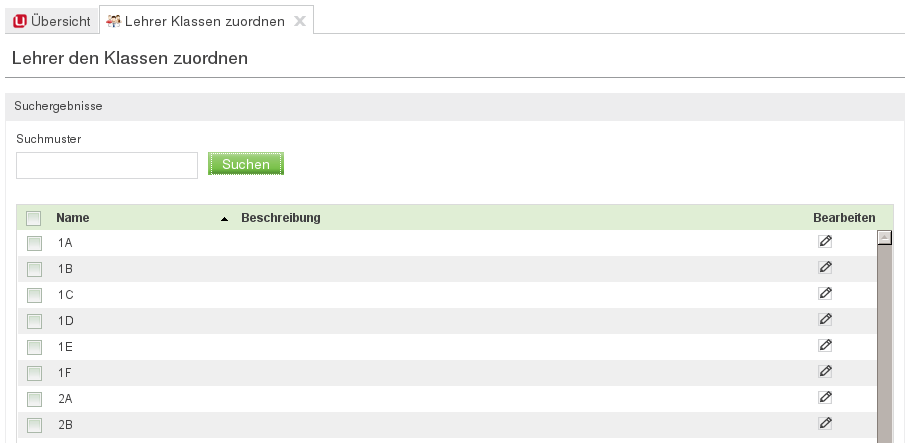 Übersicht Lehrer Klassen zuordnen
Lehrer den Klassen zuordnen
Suchergebnisse
Suchmuster
Suchen
Name Beschreibung Bearbeiten
1A
1B
1C
1D
1E
1F
2A
2B